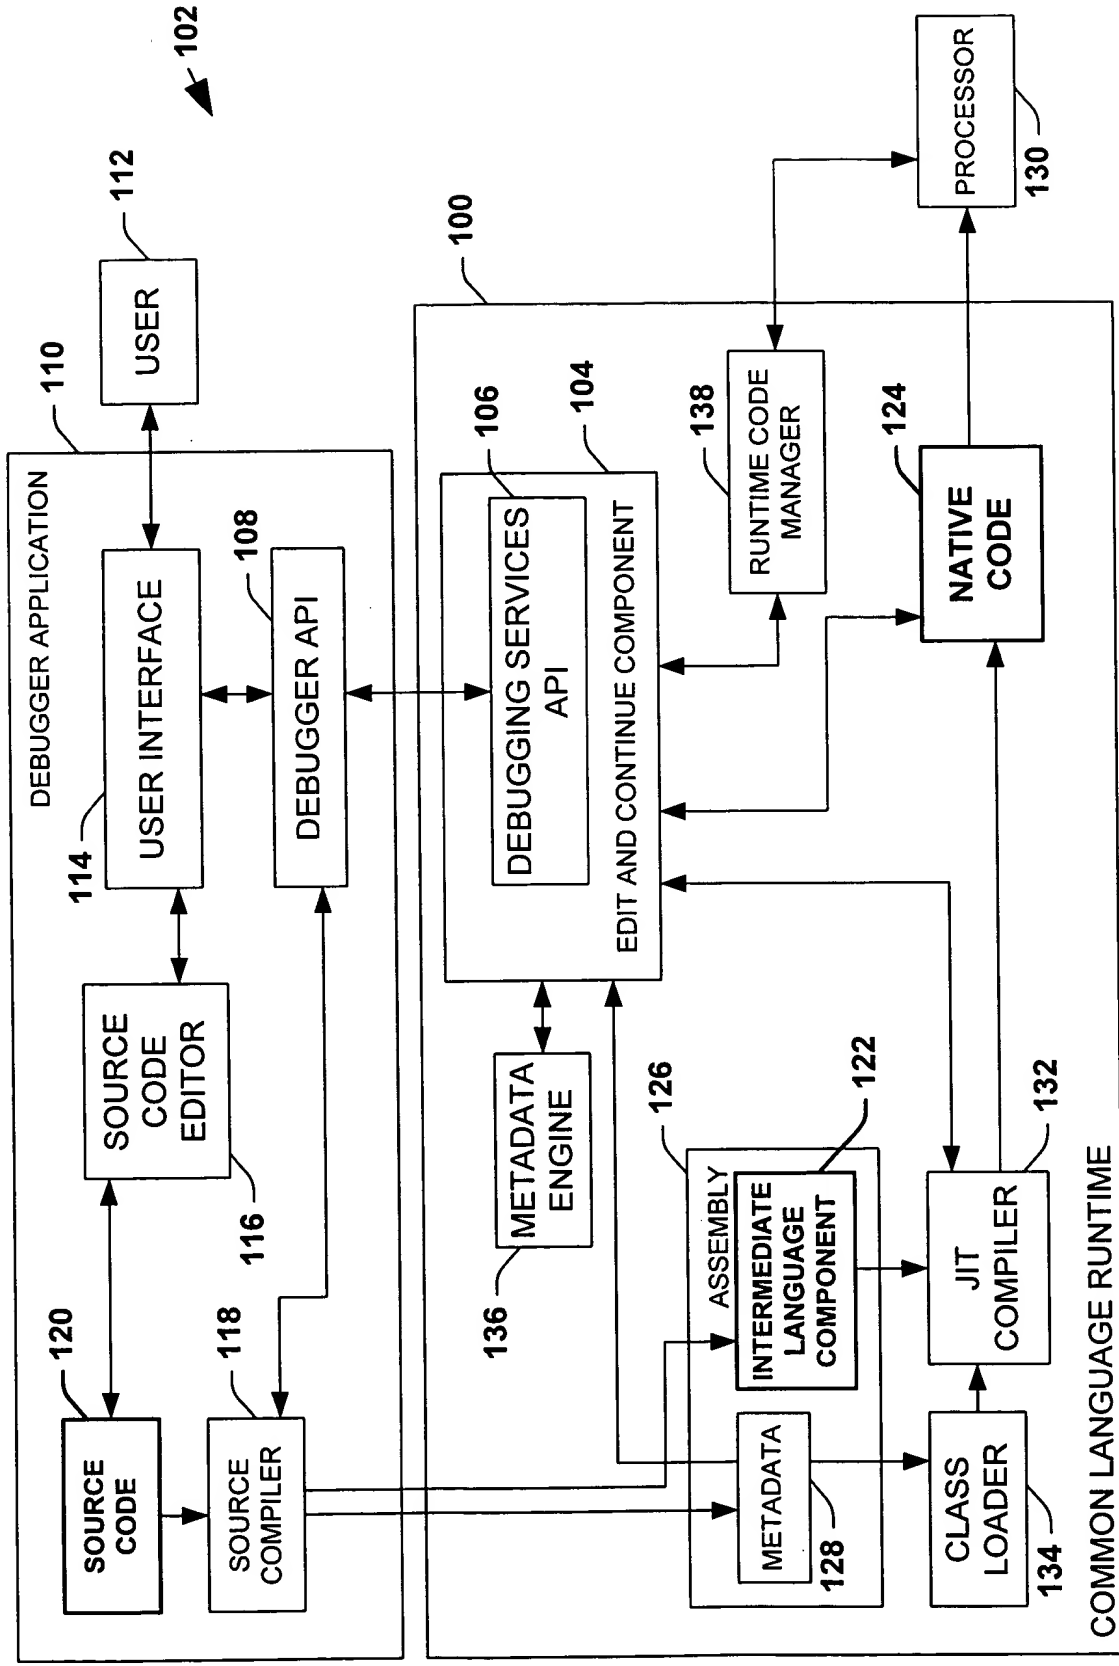 102
110
DEBUGGER APPLICATION
120
SOURCE
CODE
SOURCE
CODE
EDITOR
116
114
USER INTERFACE
USER
112
118
SOURCE
COMPILER
108
DEBUGGER API
100
106
DEBUGGING SERVICES
API
104
EDIT AND CONTINUE COMPONENT
METADATA
ENGINE
136
138
RUNTIME CODE
MANAGER
126
ASSEMBLY
METADATA
128
INTERMEDIATE
LANGUAGE
COMPONENT
122
124
NATIVE
CODE
PROCESSOR
130
CLASS
LOADER
134
JIT
COMPILER
132
COMMON LANGUAGE RUNTIME